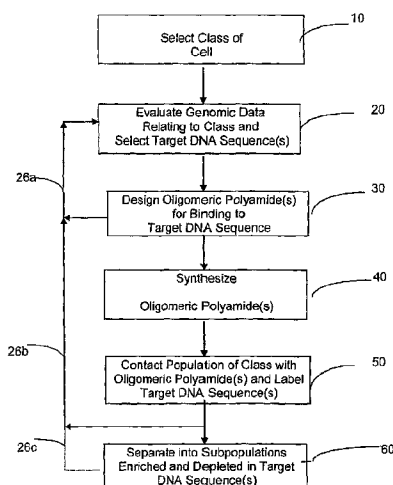 10
Select Class of
Cell
20
Evaluate Genomic Data
Relating to Class and
Select Target DNA Sequence(s)
26a
30
Design Oligomeric Polyamide(s)
for Binding to
Target DNA Sequence
40
Synthesize
Oligomeric Polyamide(s)
26b
50
Contact Population of Class with
Oligomeric Polyamide(s) and Label
Target DNA Sequence(s)
26c
60
Separate into Subpopulations
Enriched and Depleted in Target
DNA Sequence(s)